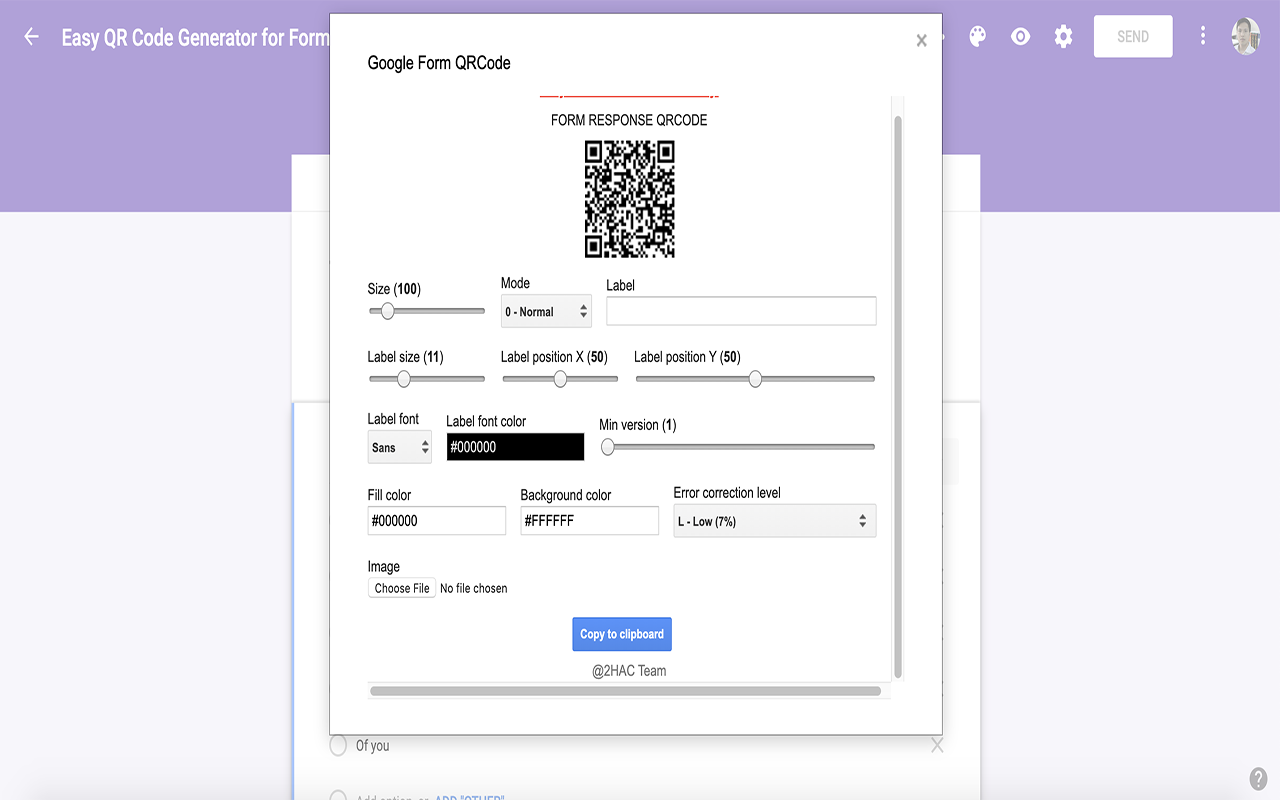 Easy QR Code Generator for Form
SEND
Google Form QRCode
×
FORM RESPONSE QRCODE
Size (100)
Mode
0 - Normal
Label
Label size (11)
Label position X (50)
Label position Y (50)
Label font
Sans
Label font color
#000000
Min version (1)
Fill color
#000000
Background color
#FFFFFF
Error correction level
L - Low (7%)
Image
Choose File No file chosen
Copy to clipboard
@2HAC Team
Of you
Add option or ADD "OTHER"